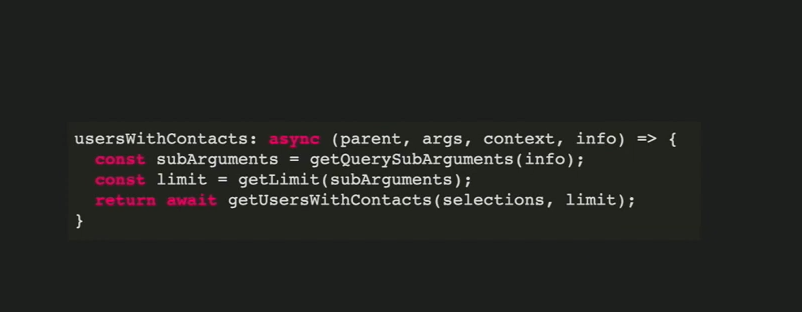 usersWithContacts: async (parent, args, context, info) => {
  const subArguments = getQuerySubArguments(info);
  const limit = getLimit(subArguments);
  return await getUsersWithContacts(selections, limit);
}